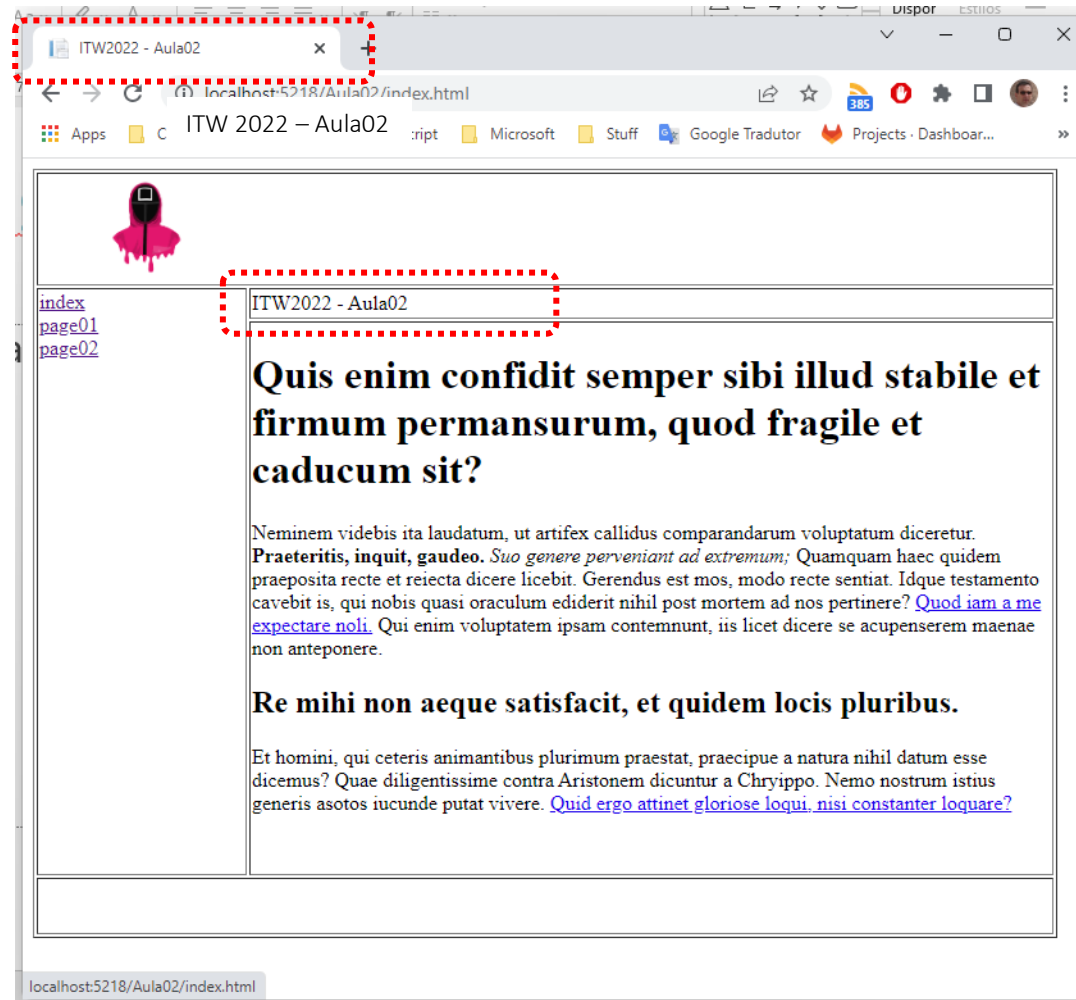 Dispor
Estilos
ITW2022 - Aula02
localhost:5218/Aula02/index.html
385
ITW 2022 – Aula02
Apps C ript Microsoft Stuff Google Tradutor Projects · Dashboar... »
index
page01
page02
ITW2022 - Aula02
Quis enim confidit semper sibi illud stabile et
firmum permansurum, quod fragile et
caducum sit?
Neminem videbis ita laudatum, ut artifex callidus comparandarum voluptatum diceretur.
Praeteritis, inquit, gaudeo. Suo genere perveniant ad extremum; Quamquam haec quidem
praeposita recte et reiecta dicere licebit. Gerendus est mos, modo recte sentiat. Idque testamento
cavebit is, qui nobis quasi oraculum ediderit nihil post mortem ad nos pertinere? Quod iam a me
expectare noli. Qui enim voluptatem ipsam contemnunt, iis licet dicere se acupenserem maenae
non anteponere.
Re mihi non aeque satisfacit, et quidem locis pluribus.
Et homini, qui ceteris animantibus plurimum praestat, praecipue a natura nihil datum esse
dicemus? Quae diligentissime contra Aristonem dicuntur a Chryippo. Nemo nostrum istius
generis asotos iucunde putat vivere. Quid ergo attinet gloriose loqui, nisi constanter loquare?
localhost:5218/Aula02/index.html